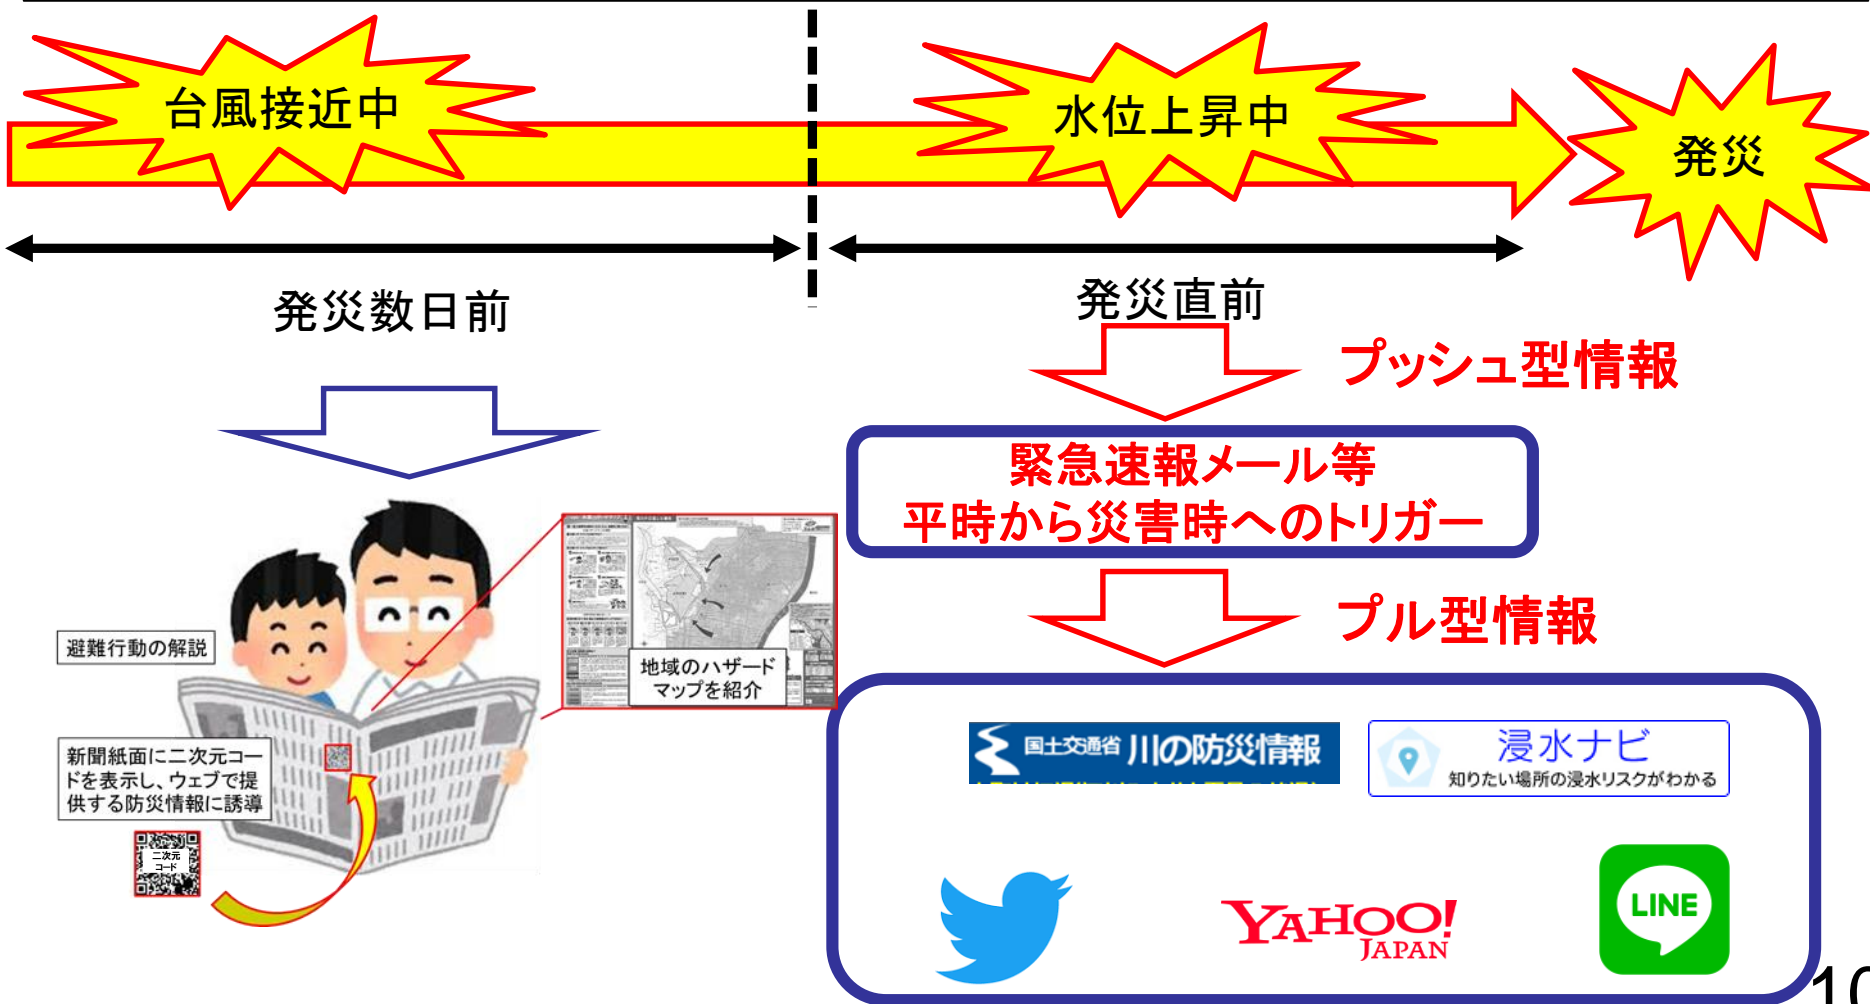 台風接近中
水位上昇中
発災
発災数日前
発災直前
プッシュ型情報
緊急速報メール等
平時から災害時へのトリガー
プル型情報
避難行動の解説
地域のハザード
マップを紹介
新聞紙面に二次元コー
ドを表示し、ウェブで提
供する防災情報に誘導
二次元
コード
国土交通省 川の防災情報
浸水ナビ
知りたい場所の浸水リスクがわかる
YAHOO!
JAPAN
LINE
10